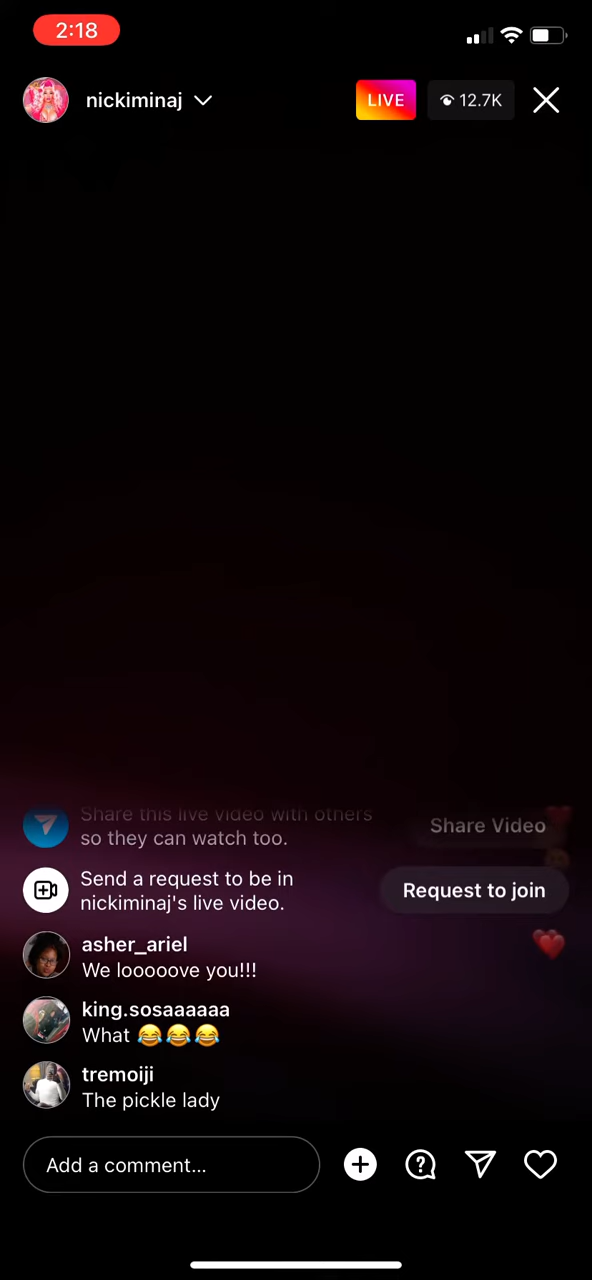 2:18
nickiminaj
LIVE
12.7K
Share this live video with others
so they can watch too.
Share Video
Send a request to be in
nickiminaj's live video.
Request to join
asher_ariel
We looooove you!!!
king.sosaaaaaa
What 😂😂😂
tremoiji
The pickle lady
Add a comment...